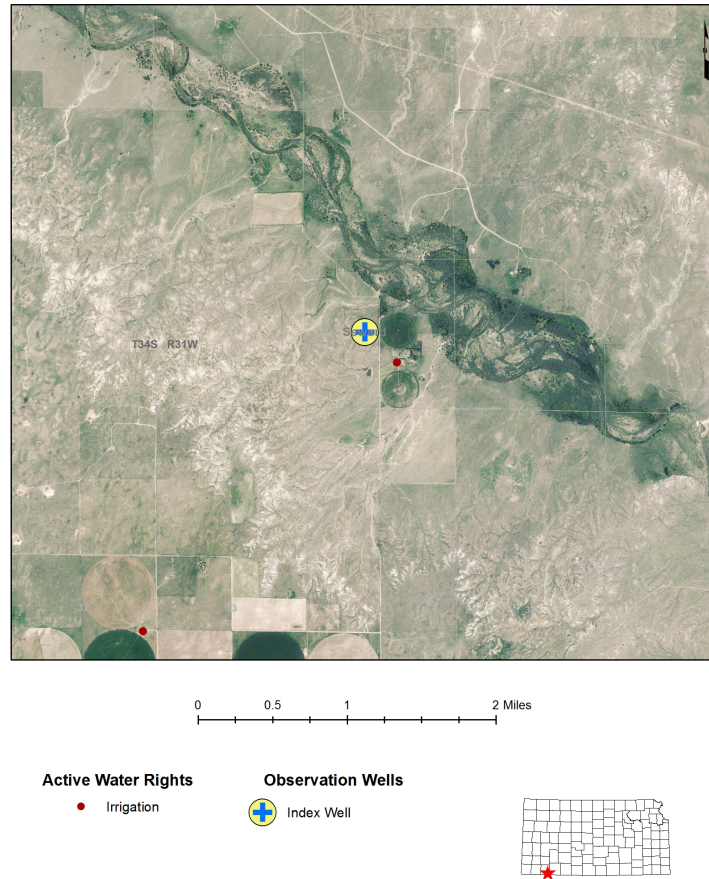 N
T34S R31W
0 0.5 1 2 Miles
Active Water Rights
Observation Wells
Irrigation
Index Well